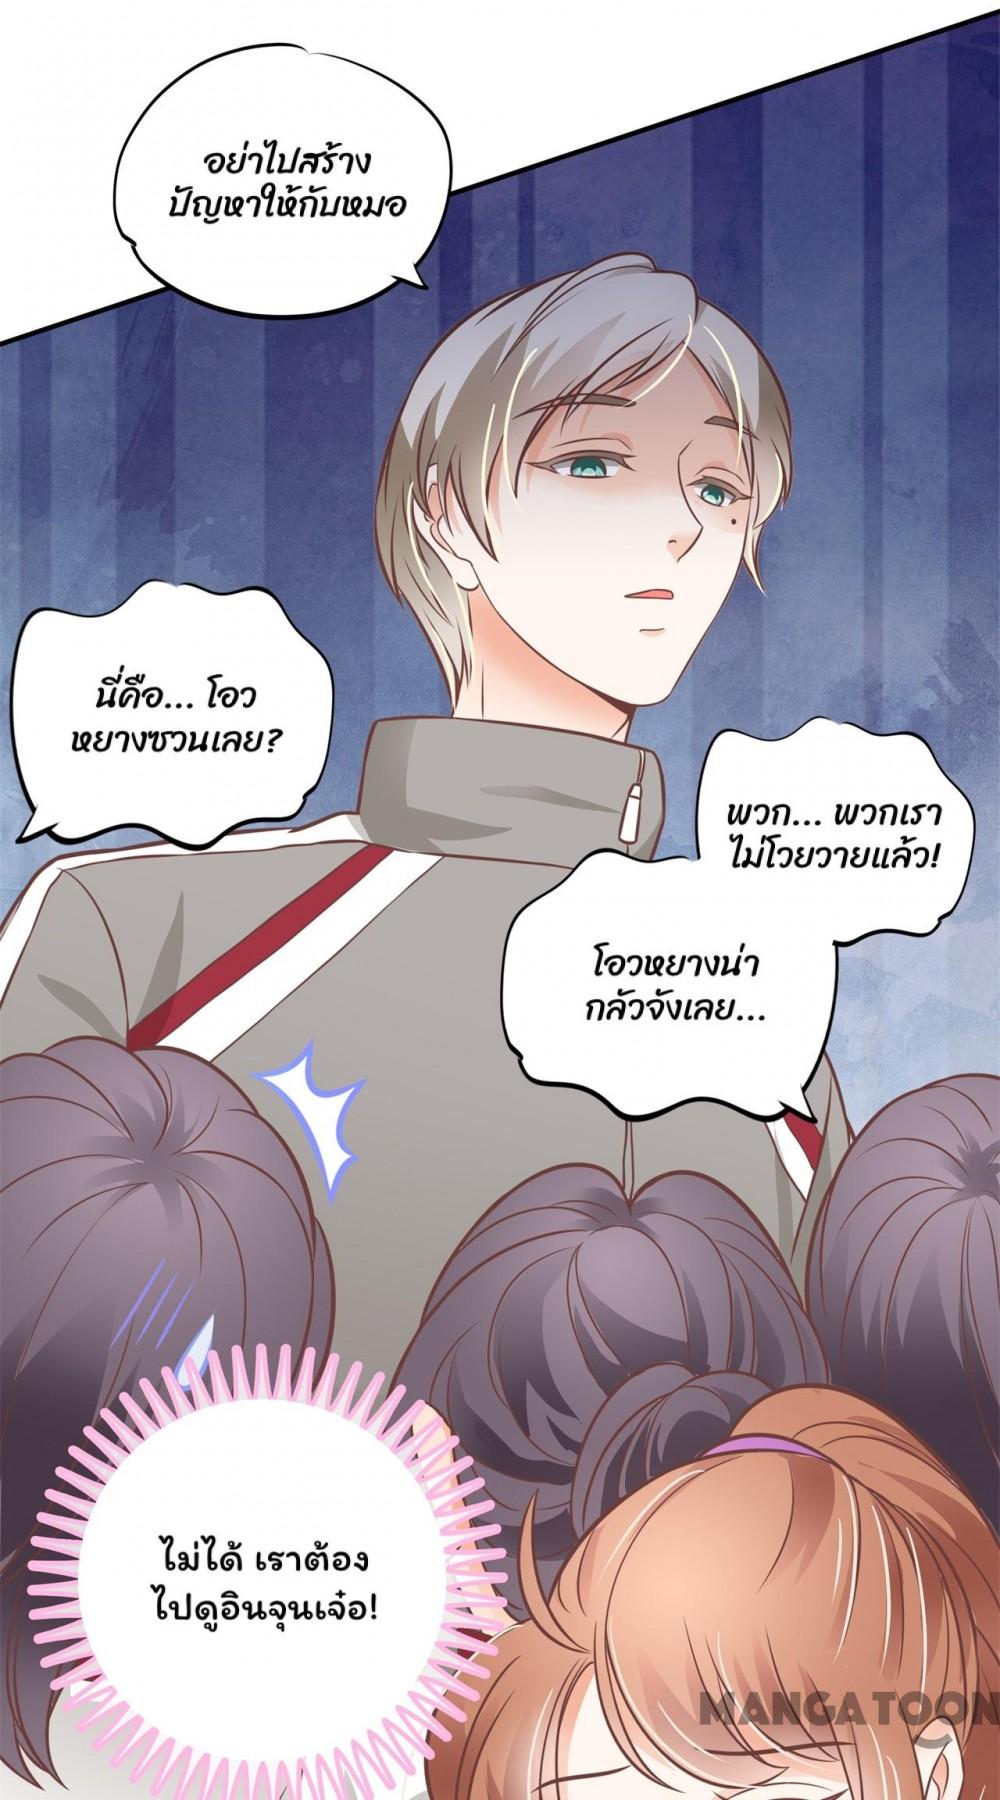 อย่าไปสร้าง
ปัญหาให้กับหมอ
นี่คือ... โอว
หยางซวนเลย?
พวก... พวกเรา
ไม่โวยวายแล้ว!
โอวหยางน่า
กลัวจังเลย...
ไม่ได้ เราต้อง
ไปดูอินจุนเจ๋อ!
MANGATOON